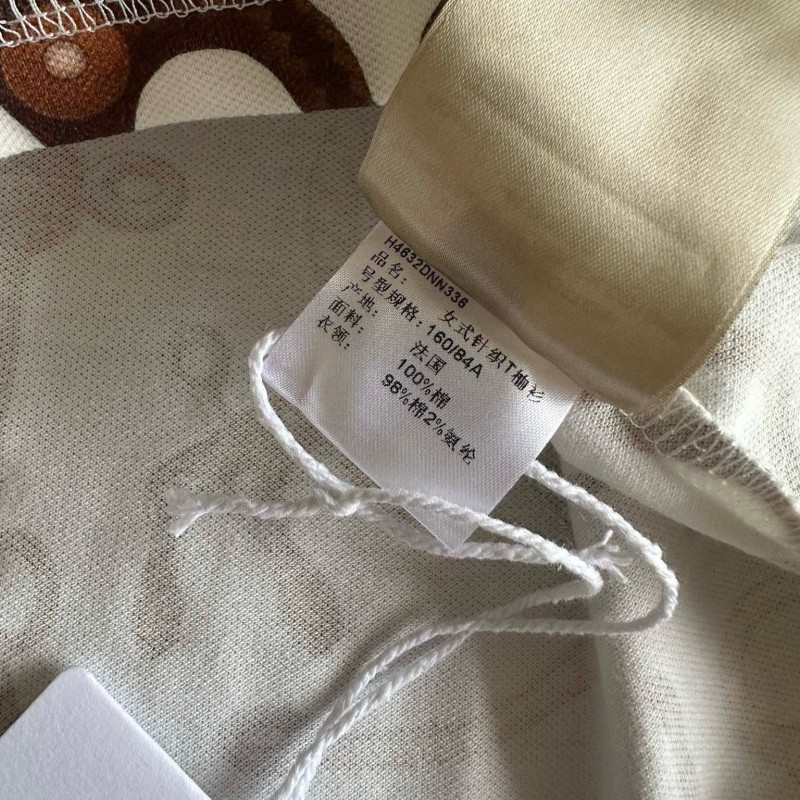 H4632DNN336
品名: 女式针织T恤衫
号型规格: 160/84A
产地: 法国
面料: 100%棉
衣领: 98%棉2%氨纶